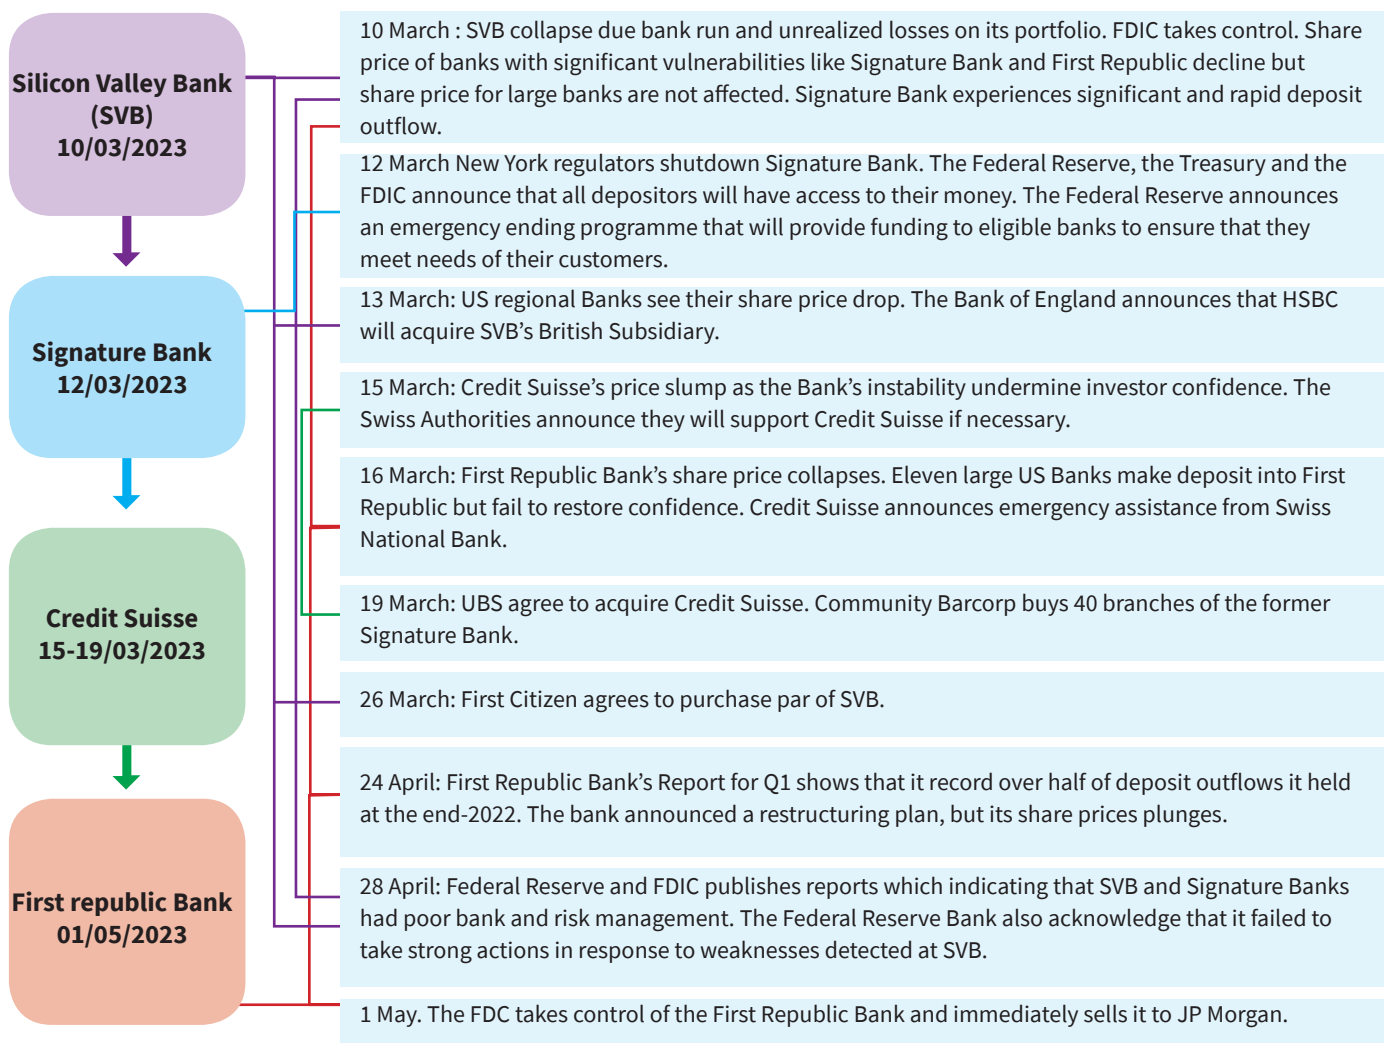 Silicon Valley Bank
(SVB)
10/03/2023
Signature Bank
12/03/2023
Credit Suisse
15-19/03/2023
First republic Bank
01/05/2023
10 March : SVB collapse due bank run and unrealized losses on its portfolio. FDIC takes control. Share
price of banks with significant vulnerabilities like Signature Bank and First Republic decline but
share price for large banks are not affected. Signature Bank experiences significant and rapid deposit
outflow.
12 March New York regulators shutdown Signature Bank. The Federal Reserve, the Treasury and the
FDIC announce that all depositors will have access to their money. The Federal Reserve announces
an emergency ending programme that will provide funding to eligible banks to ensure that they
meet needs of their customers.
13 March: US regional Banks see their share price drop. The Bank of England announces that HSBC
will acquire SVB’s British Subsidiary.
15 March: Credit Suisse’s price slump as the Bank’s instability undermine investor confidence. The
Swiss Authorities announce they will support Credit Suisse if necessary.
16 March: First Republic Bank’s share price collapses. Eleven large US Banks make deposit into First
Republic but fail to restore confidence. Credit Suisse announces emergency assistance from Swiss
National Bank.
19 March: UBS agree to acquire Credit Suisse. Community Barcorp buys 40 branches of the former
Signature Bank.
26 March: First Citizen agrees to purchase par of SVB.
24 April: First Republic Bank’s Report for Q1 shows that it record over half of deposit outflows it held
at the end-2022. The bank announced a restructuring plan, but its share prices plunges.
28 April: Federal Reserve and FDIC publishes reports which indicating that SVB and Signature Banks
had poor bank and risk management. The Federal Reserve Bank also acknowledge that it failed to
take strong actions in response to weaknesses detected at SVB.
1 May. The FDC takes control of the First Republic Bank and immediately sells it to JP Morgan.